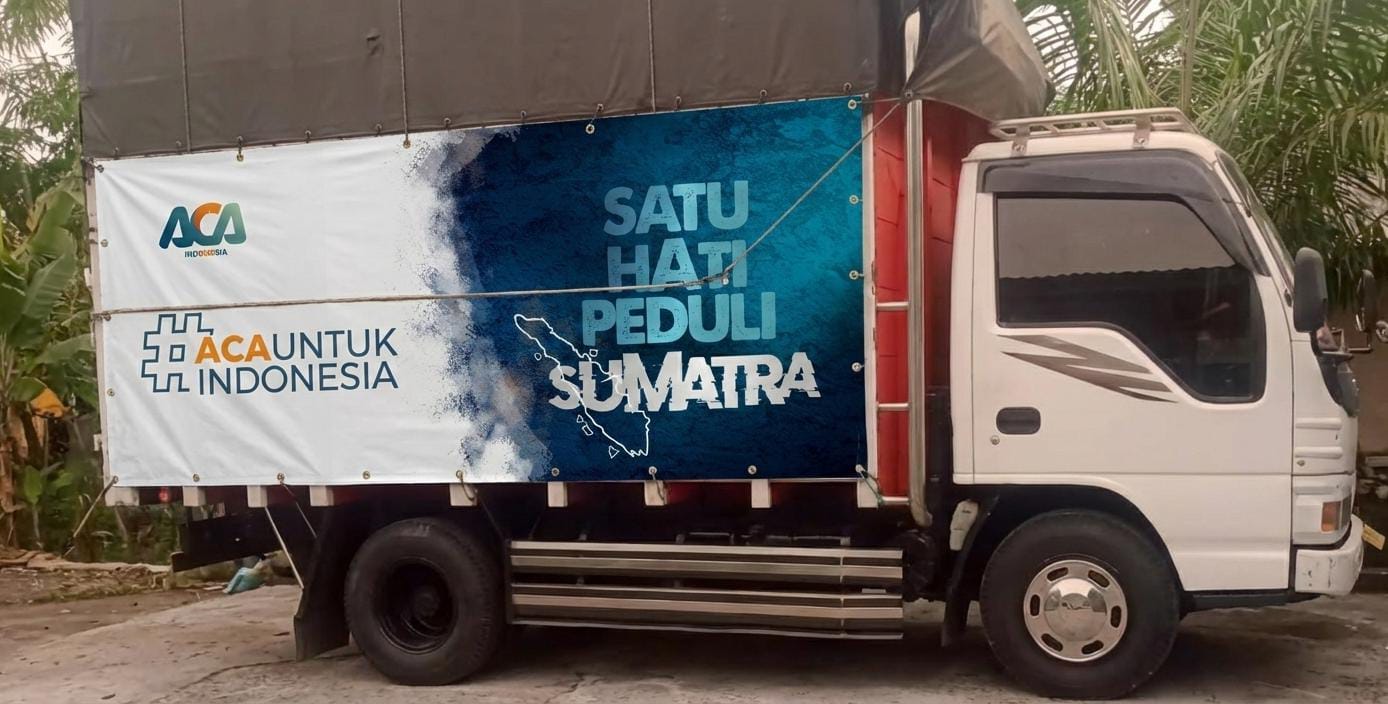 ACA
INDONESIA
#ACAUNTUK
INDONESIA
SATU
HATI
PEDULI
SUMATRA